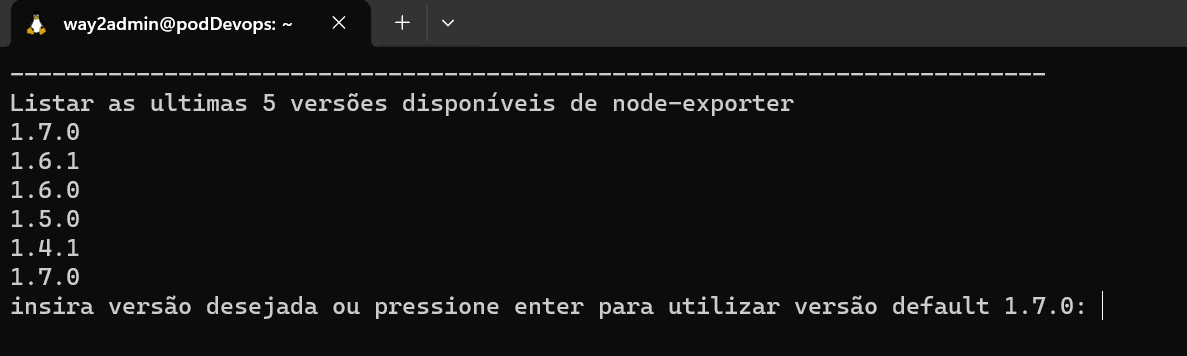 way2admin@podDevops: ~
--------------------------------------------------------------------------
Listar as ultimas 5 versões disponíveis de node-exporter
1.7.0
1.6.1
1.6.0
1.5.0
1.4.1
1.7.0
insira versão desejada ou pressione enter para utilizar versão default 1.7.0: